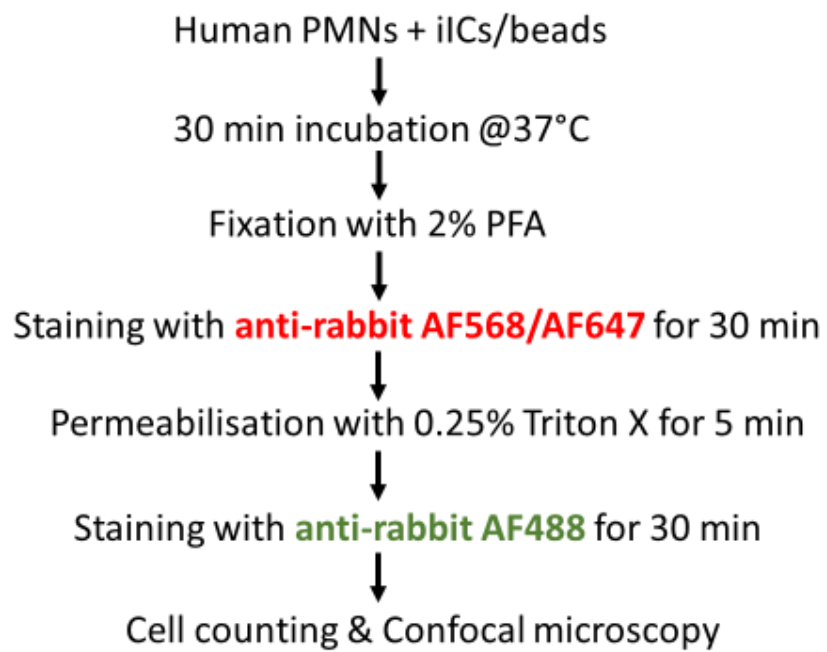 Human PMNs + iICs/beads
30 min incubation @37°C
Fixation with 2% PFA
Staining with anti-rabbit AF568/AF647 for 30 min
Permeabilisation with 0.25% Triton X for 5 min
Staining with anti-rabbit AF488 for 30 min
Cell counting & Confocal microscopy